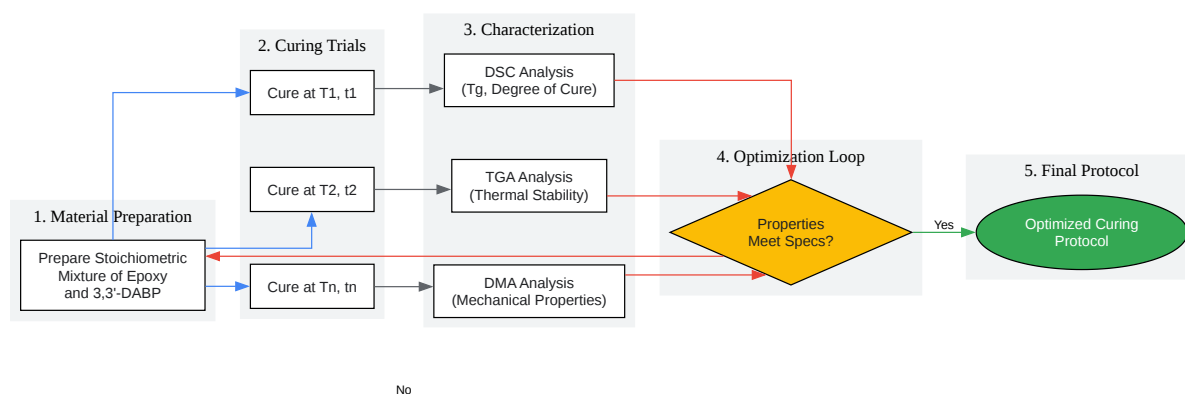 1. Material Preparation
Prepare Stoichiometric
Mixture of Epoxy
and 3,3'-DABP
2. Curing Trials
Cure at T1, t1
Cure at T2, t2
Cure at Tn, tn
3. Characterization
DSC Analysis
(Tg, Degree of Cure)
TGA Analysis
(Thermal Stability)
DMA Analysis
(Mechanical Properties)
4. Optimization Loop
Properties
Meet Specs?
Yes
5. Final Protocol
Optimized Curing
Protocol
No